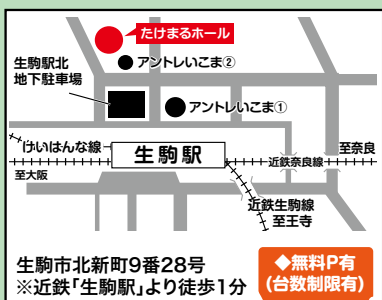 たけまるホール
アントレいこま②
生駒駅北
地下駐車場
アントレいこま①
けいはんな線
生駒駅
至奈良
近鉄奈良線
至大阪
近鉄生駒線
至王寺
生駒市北新町9番28号
※近鉄「生駒駅」より徒歩1分
◆無料P有
(台数制限有)